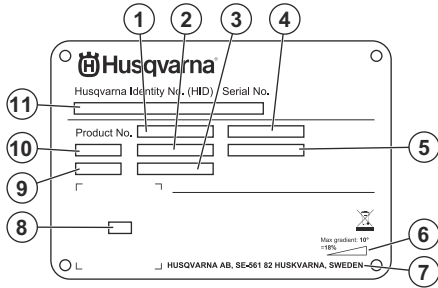 1
2
3
4
Husqvarna
Husqvarna Identity No. (HID) Serial No.
11
Product No.
10
5
9
8
Max gradient: 10°
=18%
6
HUSQVARNA AB, SE-561 82 HUSKVARNA, SWEDEN
7